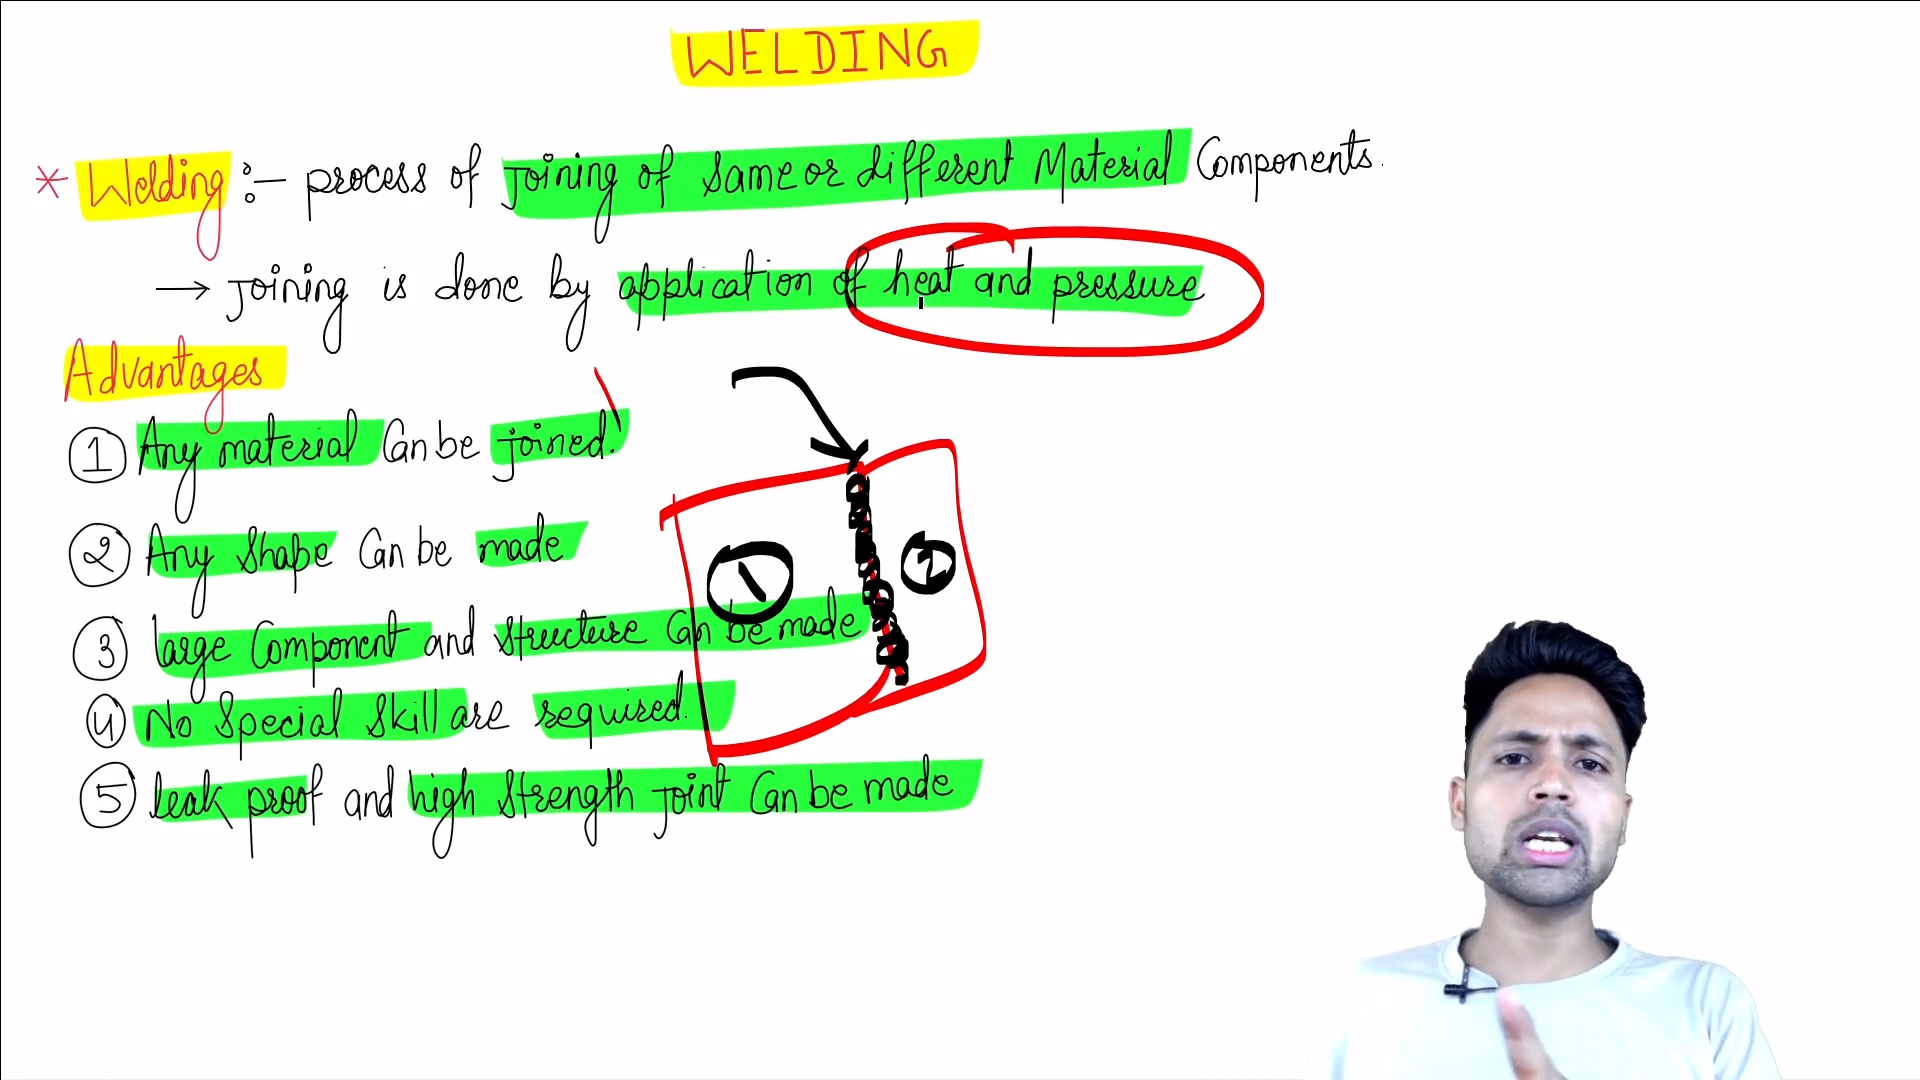 WELDING
* Welding :- process of joining of same or different Material Components.
→ joining is done by application of heat and pressure
Advantages
① Any material Can be joined.
② Any shape Can be made
① ②
③ large Component and structure Can be made
④ No special skill are required.
⑤ leak proof and high strength joint Can be made